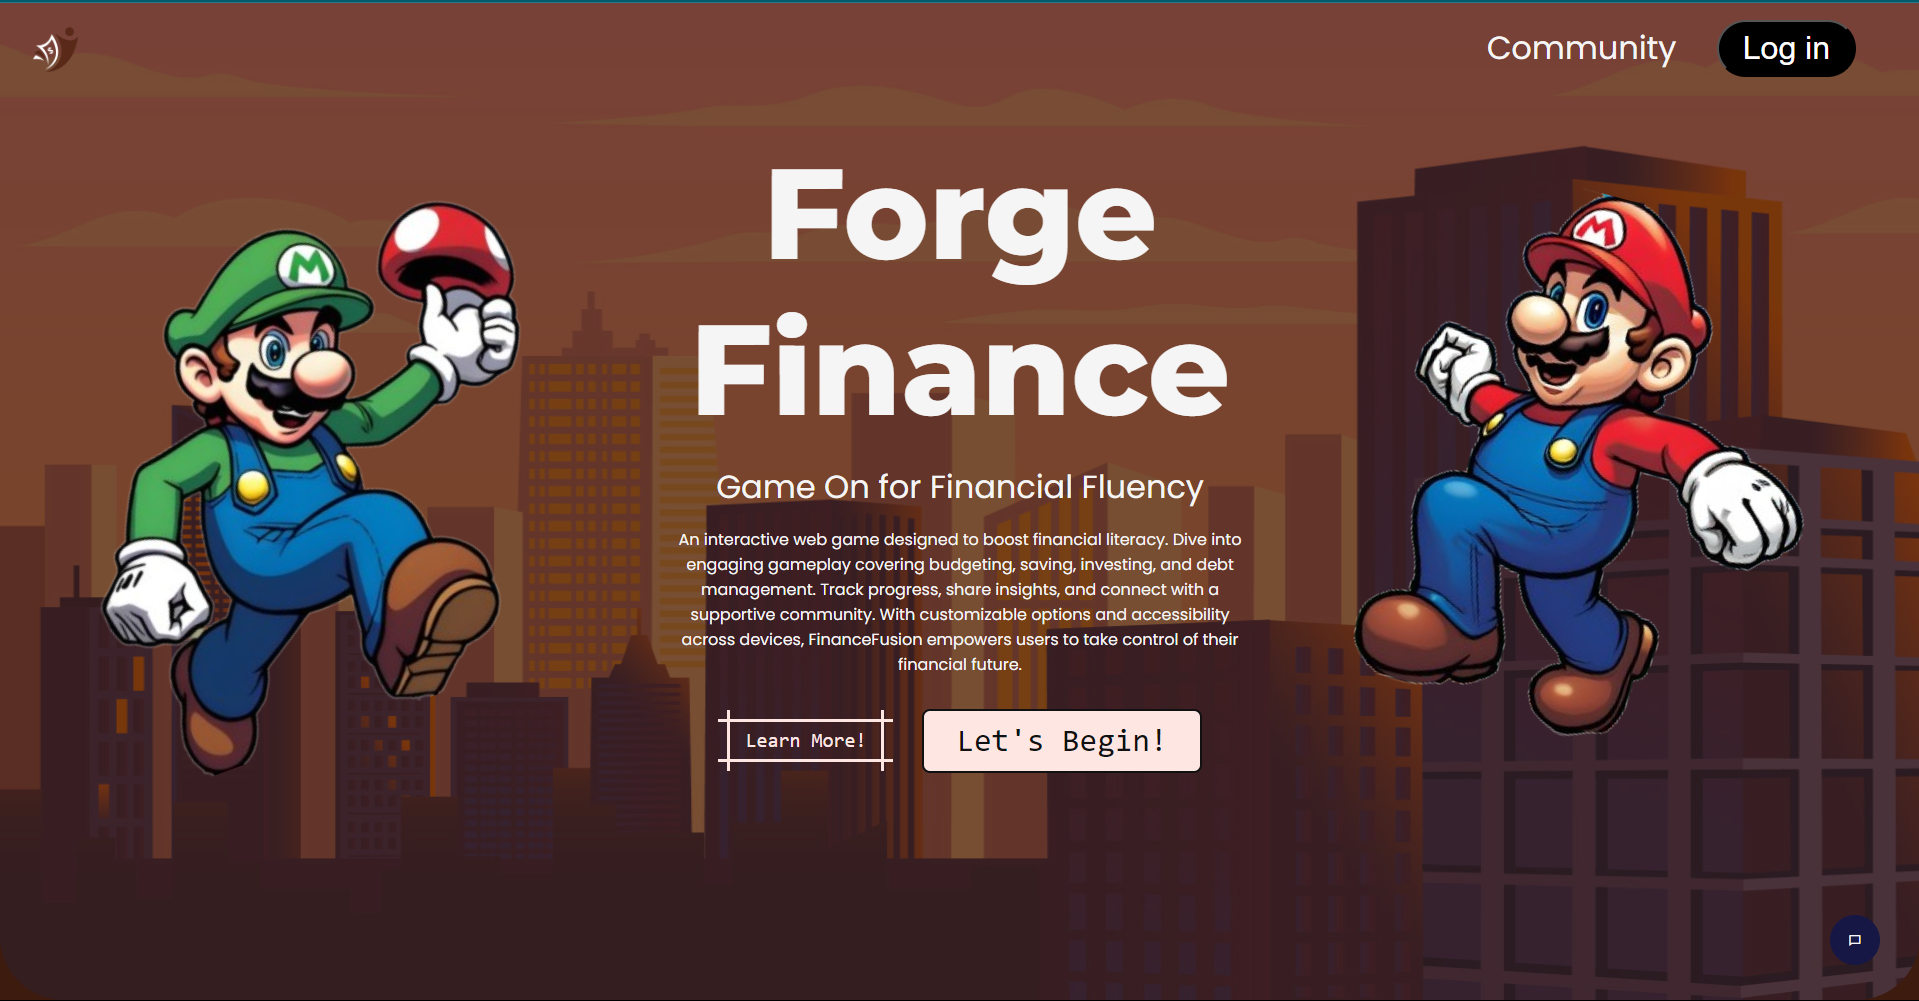 Community
Log in
Forge
Finance
Game On for Financial Fluency
An interactive web game designed to boost financial literacy. Dive into
engaging gameplay covering budgeting, saving, investing, and debt
management. Track progress, share insights, and connect with a
supportive community. With customizable options and accessibility
across devices, FinanceFusion empowers users to take control of their
financial future.
Learn More!
Let's Begin!
M
M
$